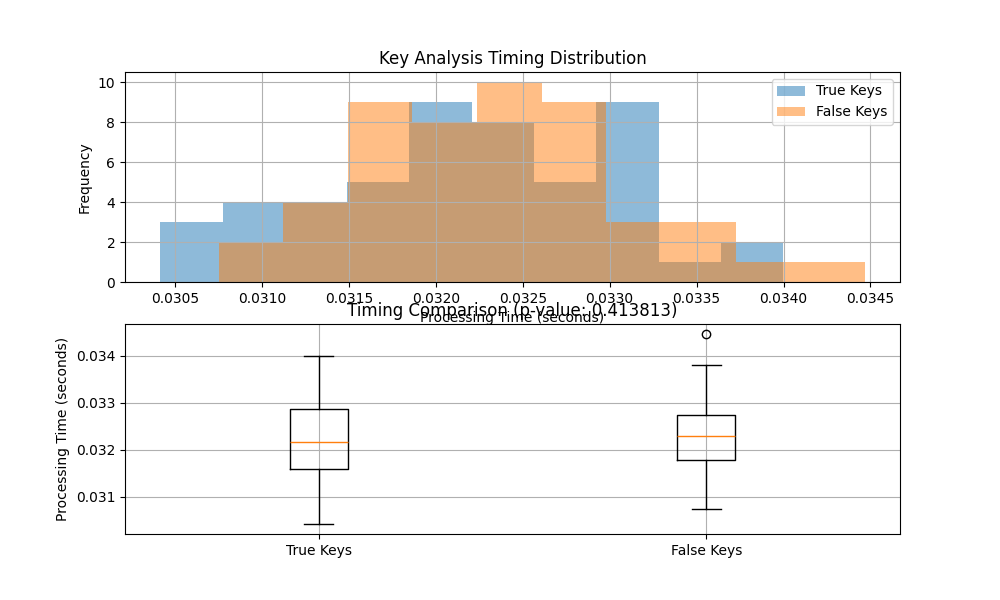 Key Analysis Timing Distribution
True Keys
False Keys
10
8
6
4
2
0
Frequency
0.0305 0.0310 0.0315 0.0320 0.0325 0.0330 0.0335 0.0340 0.0345
Processing Time (seconds)
Timing Comparison (p-value: 0.413813)
0.034
0.033
0.032
0.031
Processing Time (seconds)
True Keys False Keys